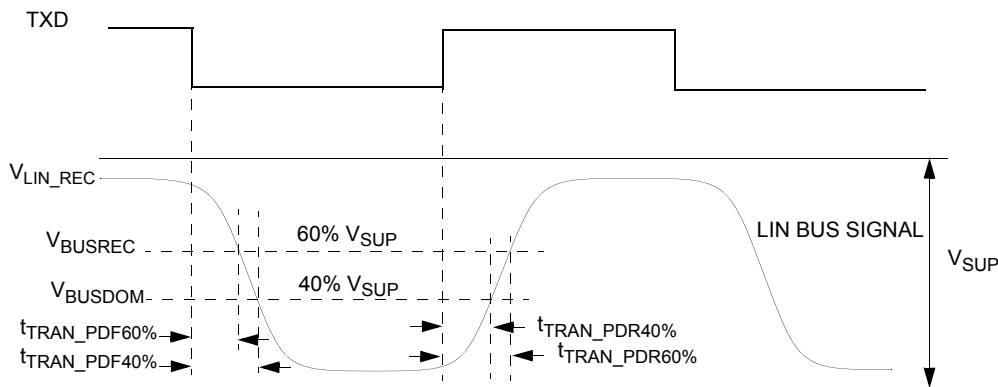 TXD
VLIN_REC
LIN BUS SIGNAL
VBUSREC
60% VSUP
VSUP
VBUSDOM
40% VSUP
tTRAN_PDF60%
tTRAN_PDR40%
tTRAN_PDF40%
tTRAN_PDR60%